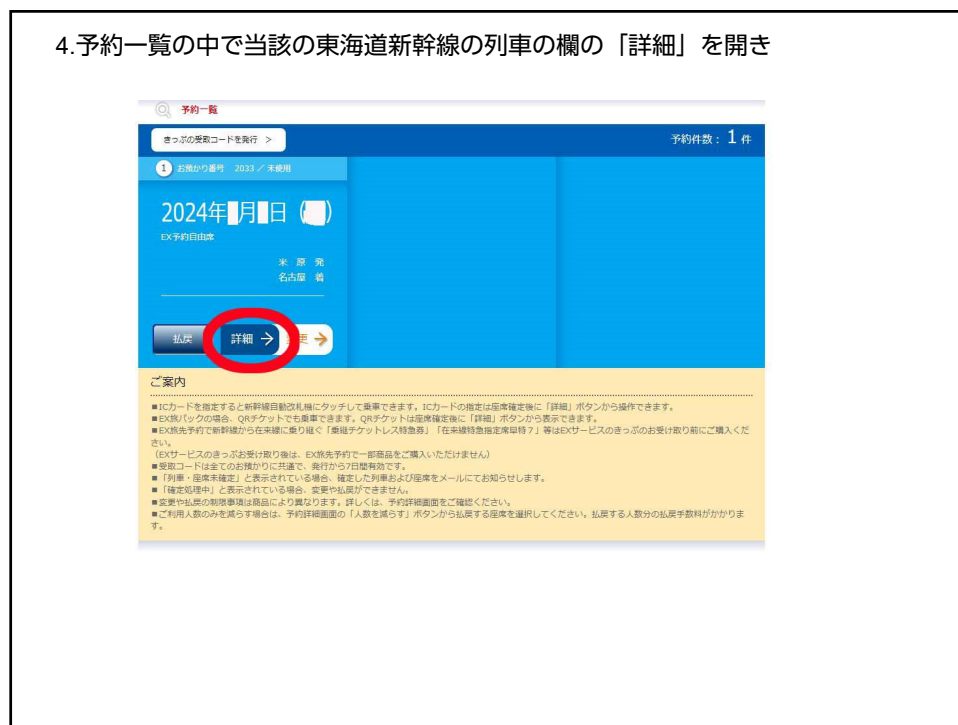 4.予約一覧の中で当該の東海道新幹線の列車の欄の「詳細」を開き
予約一覧
きっぷの受取コードを発行 >
予約件数：1 件
1 お預かり番号 2033 / 未使用
2024年 月 日 ( )
EX予約自由席
米 原 発
名古屋 着
払戻
詳細 →
更 →
ご案内
■ICカードを指定すると新幹線自動改札機にタッチして乗車できます。ICカードの指定は座席確定後に「詳細」ボタンから操作できます。
■EX旅パックの場合、QRチケットでも乗車できます。QRチケットは座席確定後に「詳細」ボタンから表示できます。
■EX旅先予約で新幹線から在来線に乗り継ぐ「乗継チケットレス特急券」「在来線特急指定席早特７」等はEXサービスのきっぷのお受け取り前にご購入くだ
さい。
（EXサービスのきっぷお受け取り後は、EX旅先予約で一部商品をご購入いただけません）
■受取コードは全てのお預かりに共通で、発行から7日間有効です。
■「列車・座席未確定」と表示されている場合、確定した列車および座席をメールにてお知らせします。
■「確定処理中」と表示されている場合、変更や払戻ができません。
■変更や払戻の制限事項は商品により異なります。詳しくは、予約詳細画面をご確認ください。
■ご利用人数のみを減らす場合は、予約詳細画面の「人数を減らす」ボタンから払戻する座席を選択してください。払戻する人数分の払戻手数料がかかりま
す。